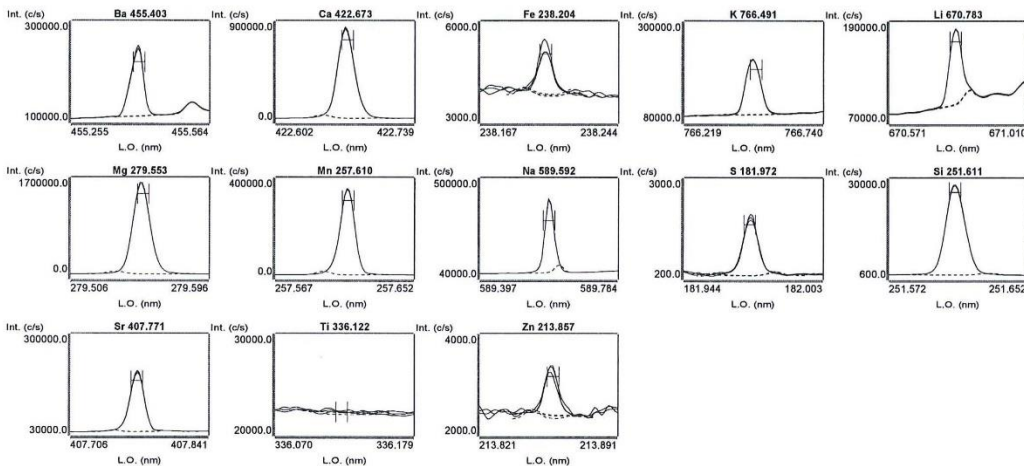 Int. (c/s) Ba 455.403
300000.0
100000.0
455.255 455.564
L.O. (nm)
Int. (c/s) Ca 422.673
900000.0
0.0
422.602 422.739
L.O. (nm)
Int. (c/s) Fe 238.204
6000.0
3000.0
238.167 238.244
L.O. (nm)
Int. (c/s) K 766.491
300000.0
80000.0
766.219 766.740
L.O. (nm)
Int. (c/s) Li 670.783
190000.0
70000.0
670.571 671.010
L.O. (nm)
Int. (c/s) Mg 279.553
1700000.0
0.0
279.506 279.596
L.O. (nm)
Int. (c/s) Mn 257.610
400000.0
0.0
257.567 257.652
L.O. (nm)
Int. (c/s) Na 589.592
500000.0
40000.0
589.397 589.784
L.O. (nm)
Int. (c/s) S 181.972
3000.0
200.0
181.944 182.003
L.O. (nm)
Int. (c/s) Si 251.611
30000.0
600.0
251.572 251.652
L.O. (nm)
Int. (c/s) Sr 407.771
300000.0
30000.0
407.706 407.841
L.O. (nm)
Int. (c/s) Ti 336.122
30000.0
20000.0
336.070 336.179
L.O. (nm)
Int. (c/s) Zn 213.857
4000.0
2000.0
213.821 213.891
L.O. (nm)